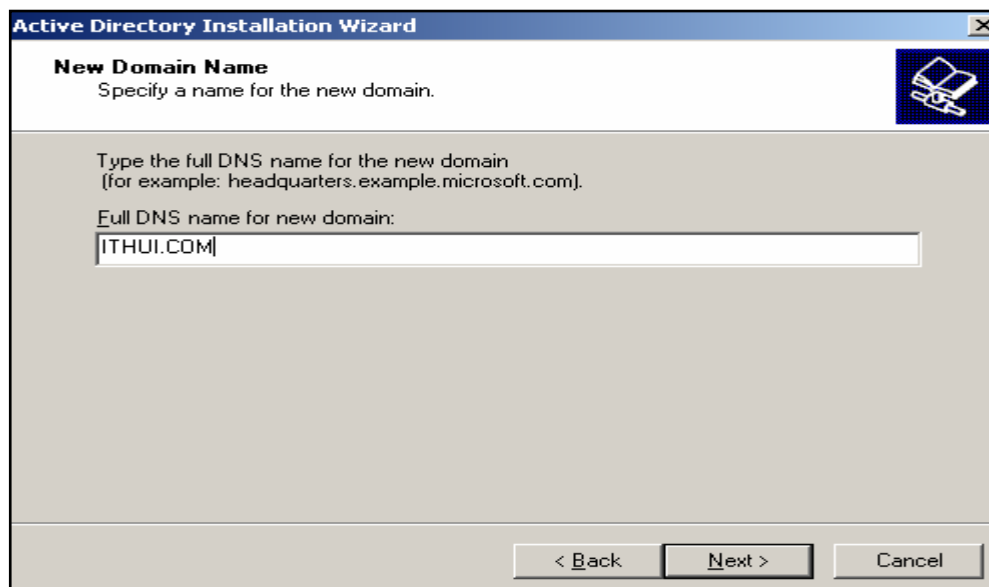 Active Directory Installation Wizard
New Domain Name
Specify a name for the new domain.
Type the full DNS name for the new domain
(for example: headquarters.example.microsoft.com).
Full DNS name for new domain:
ITHUI.COM
< Back
Next >
Cancel